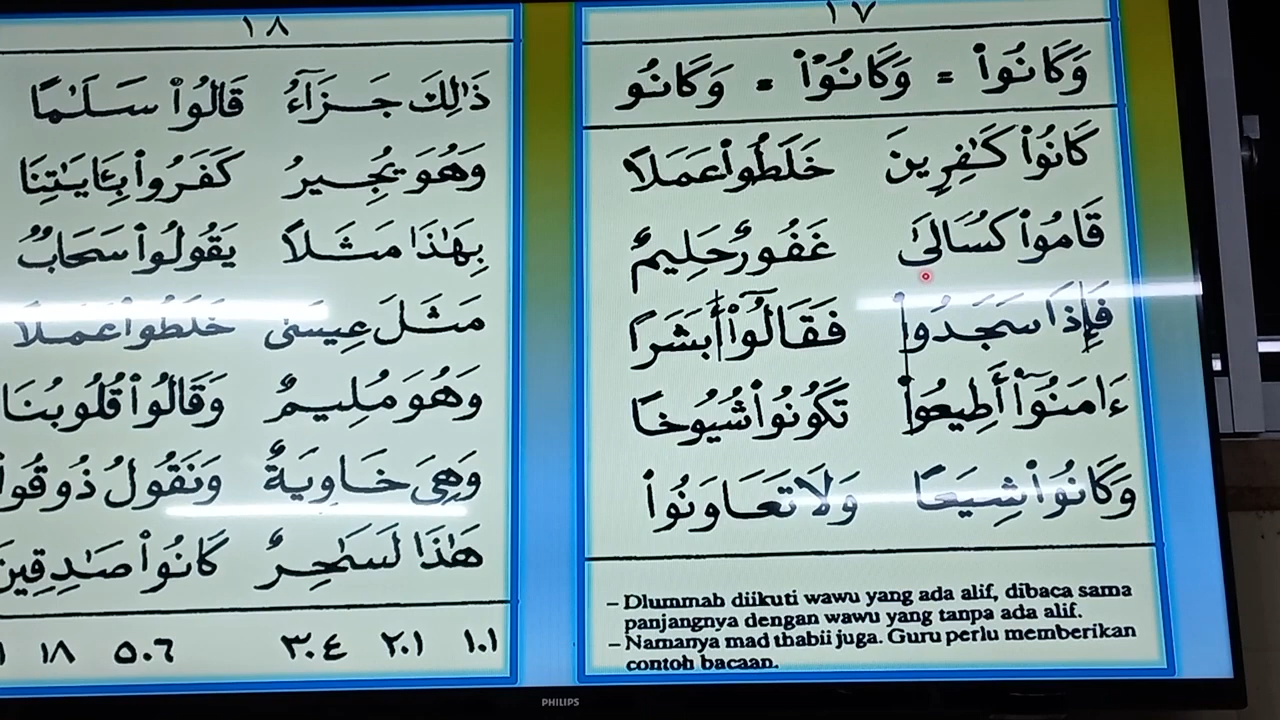 ١٧
وَكَانُوا۟ = وَكَانُوْا۟ = وَكَانُو
كَانُوا۟ كَـٰفِرِينَ خَلَطُوا۟ عَمَلًا
قَامُوا۟ كُسَالَىٰ غَفُورٌ حَلِيمٌ
فَإِذَا سَجَدُوا۟ فَقَالُوٓا۟ أَبَشَرًا
ءَامَنُوٓا۟ أَطِيعُوا۟ تَكُونُوا۟ شُيُوخًا
وَكَانُوا۟ شِيَعًا وَلَا تَعَاوَنُوا۟
– Dlummah diikuti wawu yang ada alif, dibaca sama
panjangnya dengan wawu yang tanpa ada alif.
– Namanya mad thabii juga. Guru perlu memberikan
contoh bacaan.
١٨
ذَٰلِكَ جَزَآءُ قَالُوا۟ سَلَـٰمًا
وَهُوَ يُجِيرُ كَفَرُوا۟ بِـَٔايَـٰتِنَا
بِهَـٰذَا مَثَلًا يَقُولُوا۟ سَحَابٌ
مَثَلَ عِيسَىٰ خَلَطُوا۟ عَمَلًا
وَهُوَ مُلِيمٌ وَقَالُوا۟ قُلُوبُنَا
وَهِىَ خَاوِيَةٌ وَنَقُولُ ذُوقُوا۟
هَـٰذَا لَسَـٰحِرٌ كَانُوا۟ صَـٰدِقِينَ
١.١ ٢.١ ٣.٤ ٥.٦ ١٨
PHILIPS